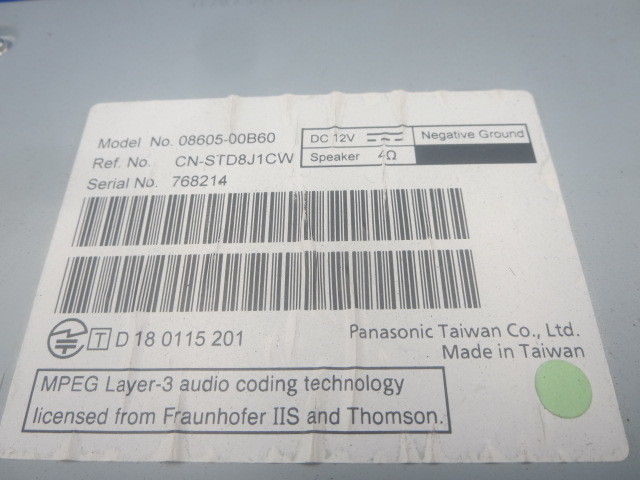 Model No. 08605-00B60
Ref. No. CN-STD8J1CW
Serial No. 768214
DC 12V Negative Ground
Speaker 4Ω
T D 18 0115 201
Panasonic Taiwan Co., Ltd.
Made in Taiwan
MPEG Layer-3 audio coding technology
licensed from Fraunhofer IIS and Thomson.